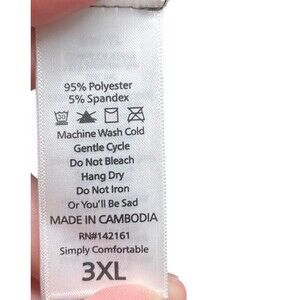 95% Polyester
5% Spandex
30
Machine Wash Cold
Gentle Cycle
Do Not Bleach
Hang Dry
Do Not Iron
Or You'll Be Sad
MADE IN CAMBODIA
RN#142161
Simply Comfortable
3XL